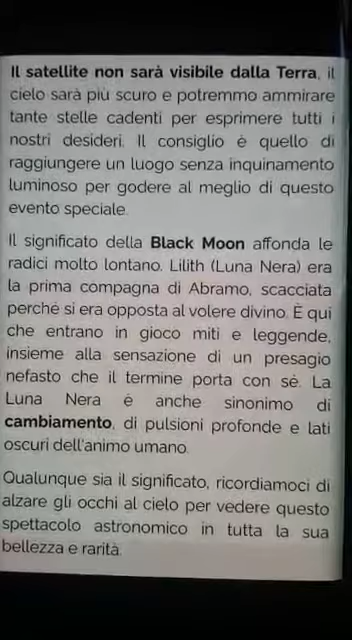 Il satellite non sarà visibile dalla Terra, il
cielo sarà più scuro e potremmo ammirare
tante stelle cadenti per esprimere tutti i
nostri desideri. Il consiglio è quello di
raggiungere un luogo senza inquinamento
luminoso per godere al meglio di questo
evento speciale.
Il significato della Black Moon affonda le
radici molto lontano. Lilith (Luna Nera) era
la prima compagna di Abramo, scacciata
perché si era opposta al volere divino. È qui
che entrano in gioco miti e leggende,
insieme alla sensazione di un presagio
nefasto che il termine porta con sé. La
Luna Nera è anche sinonimo di
cambiamento, di pulsioni profonde e lati
oscuri dell'animo umano.
Qualunque sia il significato, ricordiamoci di
alzare gli occhi al cielo per vedere questo
spettacolo astronomico in tutta la sua
bellezza e rarità.